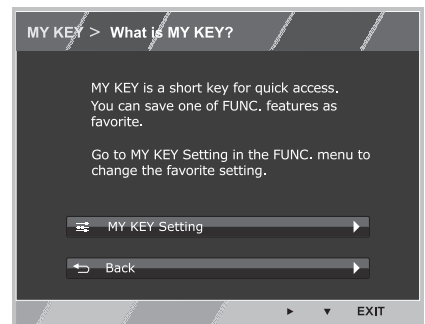 MY KEY > What is MY KEY?
MY KEY is a short key for quick access.
You can save one of FUNC. features as
favorite.
Go to MY KEY Setting in the FUNC. menu to
change the favorite setting.
MY KEY Setting
Back
EXIT